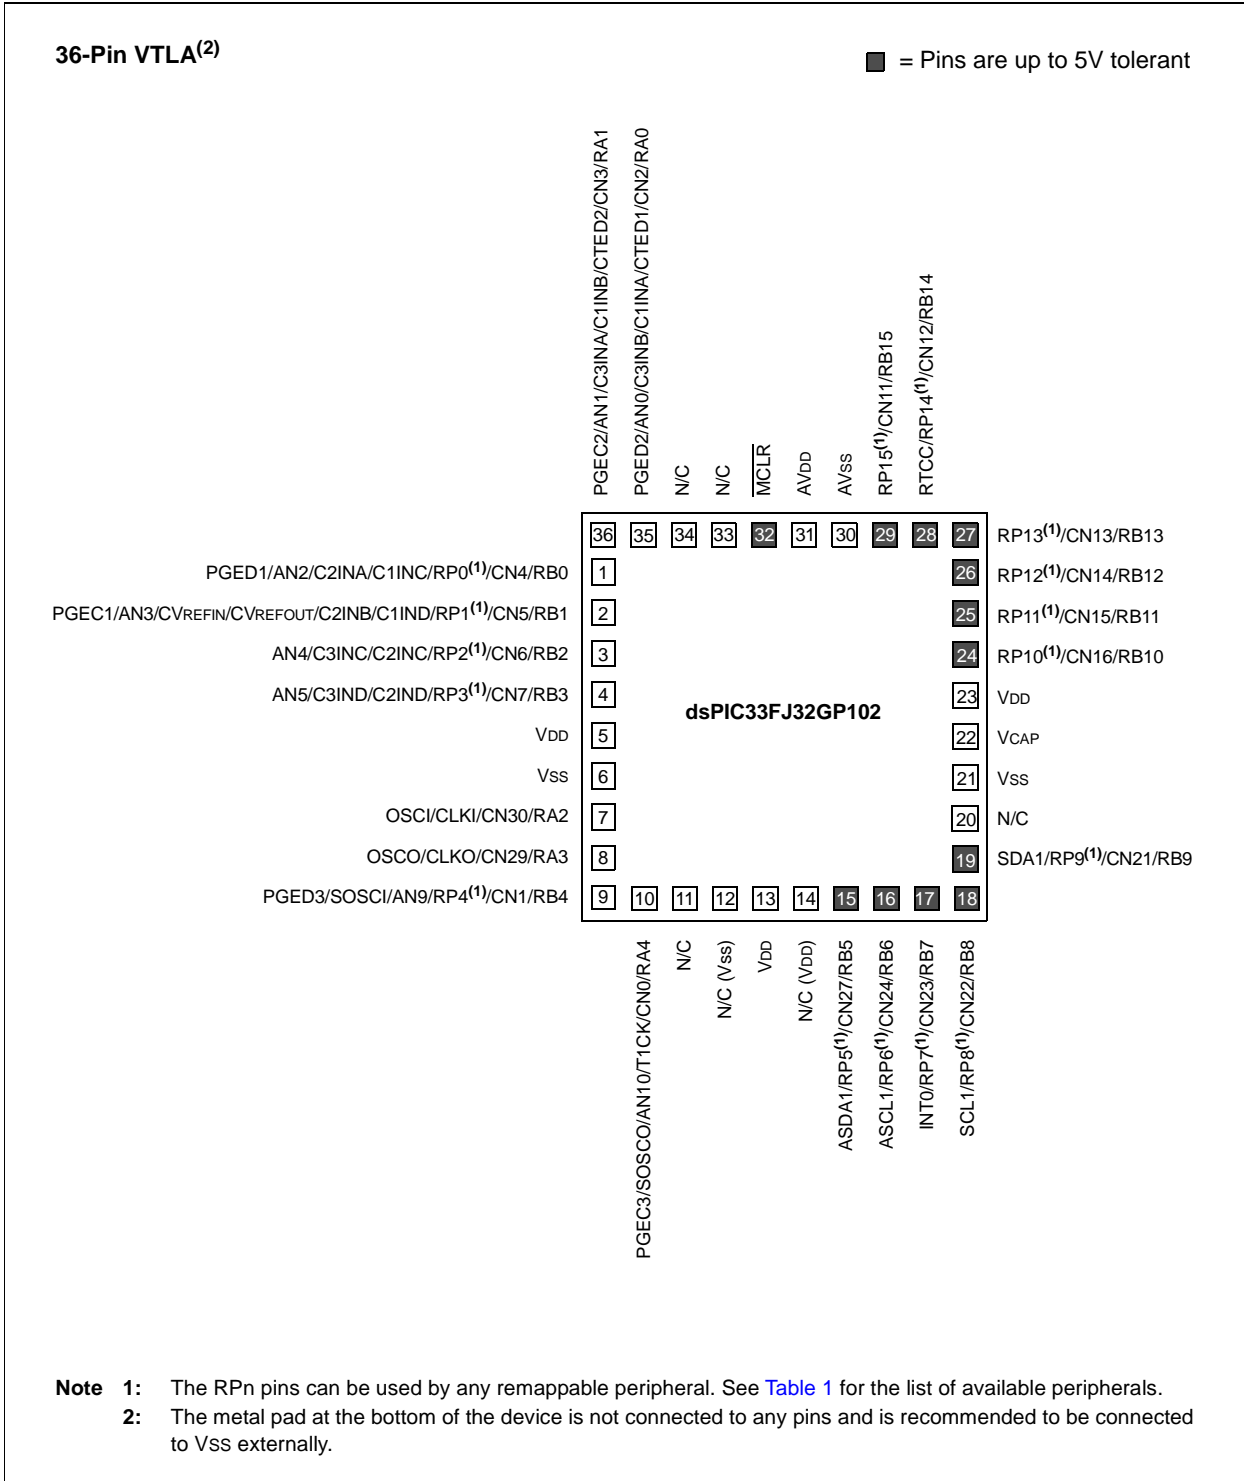 36-Pin VTLA(2)
= Pins are up to 5V tolerant
PGEC2/AN1/C3INA/C1INB/CTED2/CN3/RA1
PGED2/AN0/C3INB/C1INA/CTED1/CN2/RA0
N/C
N/C
MCLR
AVDD
AVSS
RP15(1)/CN11/RB15
RTCC/RP14(1)/CN12/RB14
36 35 34 33 32 31 30 29 28 27 RP13(1)/CN13/RB13
PGED1/AN2/C2INA/C1INC/RP0(1)/CN4/RB0 1 26 RP12(1)/CN14/RB12
PGEC1/AN3/CVREFIN/CVREFOUT/C2INB/C1IND/RP1(1)/CN5/RB1 2 25 RP11(1)/CN15/RB11
AN4/C3INC/C2INC/RP2(1)/CN6/RB2 3 24 RP10(1)/CN16/RB10
AN5/C3IND/C2IND/RP3(1)/CN7/RB3 4 23 VDD
dsPIC33FJ32GP102
VDD 5 22 VCAP
VSS 6 21 VSS
OSCI/CLKI/CN30/RA2 7 20 N/C
OSCO/CLKO/CN29/RA3 8 19 SDA1/RP9(1)/CN21/RB9
PGED3/SOSCI/AN9/RP4(1)/CN1/RB4 9 10 11 12 13 14 15 16 17 18
PGEC3/SOSCO/AN10/T1CK/CN0/RA4
N/C
N/C (VSS)
VDD
N/C (VDD)
ASDA1/RP5(1)/CN27/RB5
ASCL1/RP6(1)/CN24/RB6
INT0/RP7(1)/CN23/RB7
SCL1/RP8(1)/CN22/RB8
Note 1: The RPn pins can be used by any remappable peripheral. See Table 1 for the list of available peripherals.
2: The metal pad at the bottom of the device is not connected to any pins and is recommended to be connected
to VSS externally.